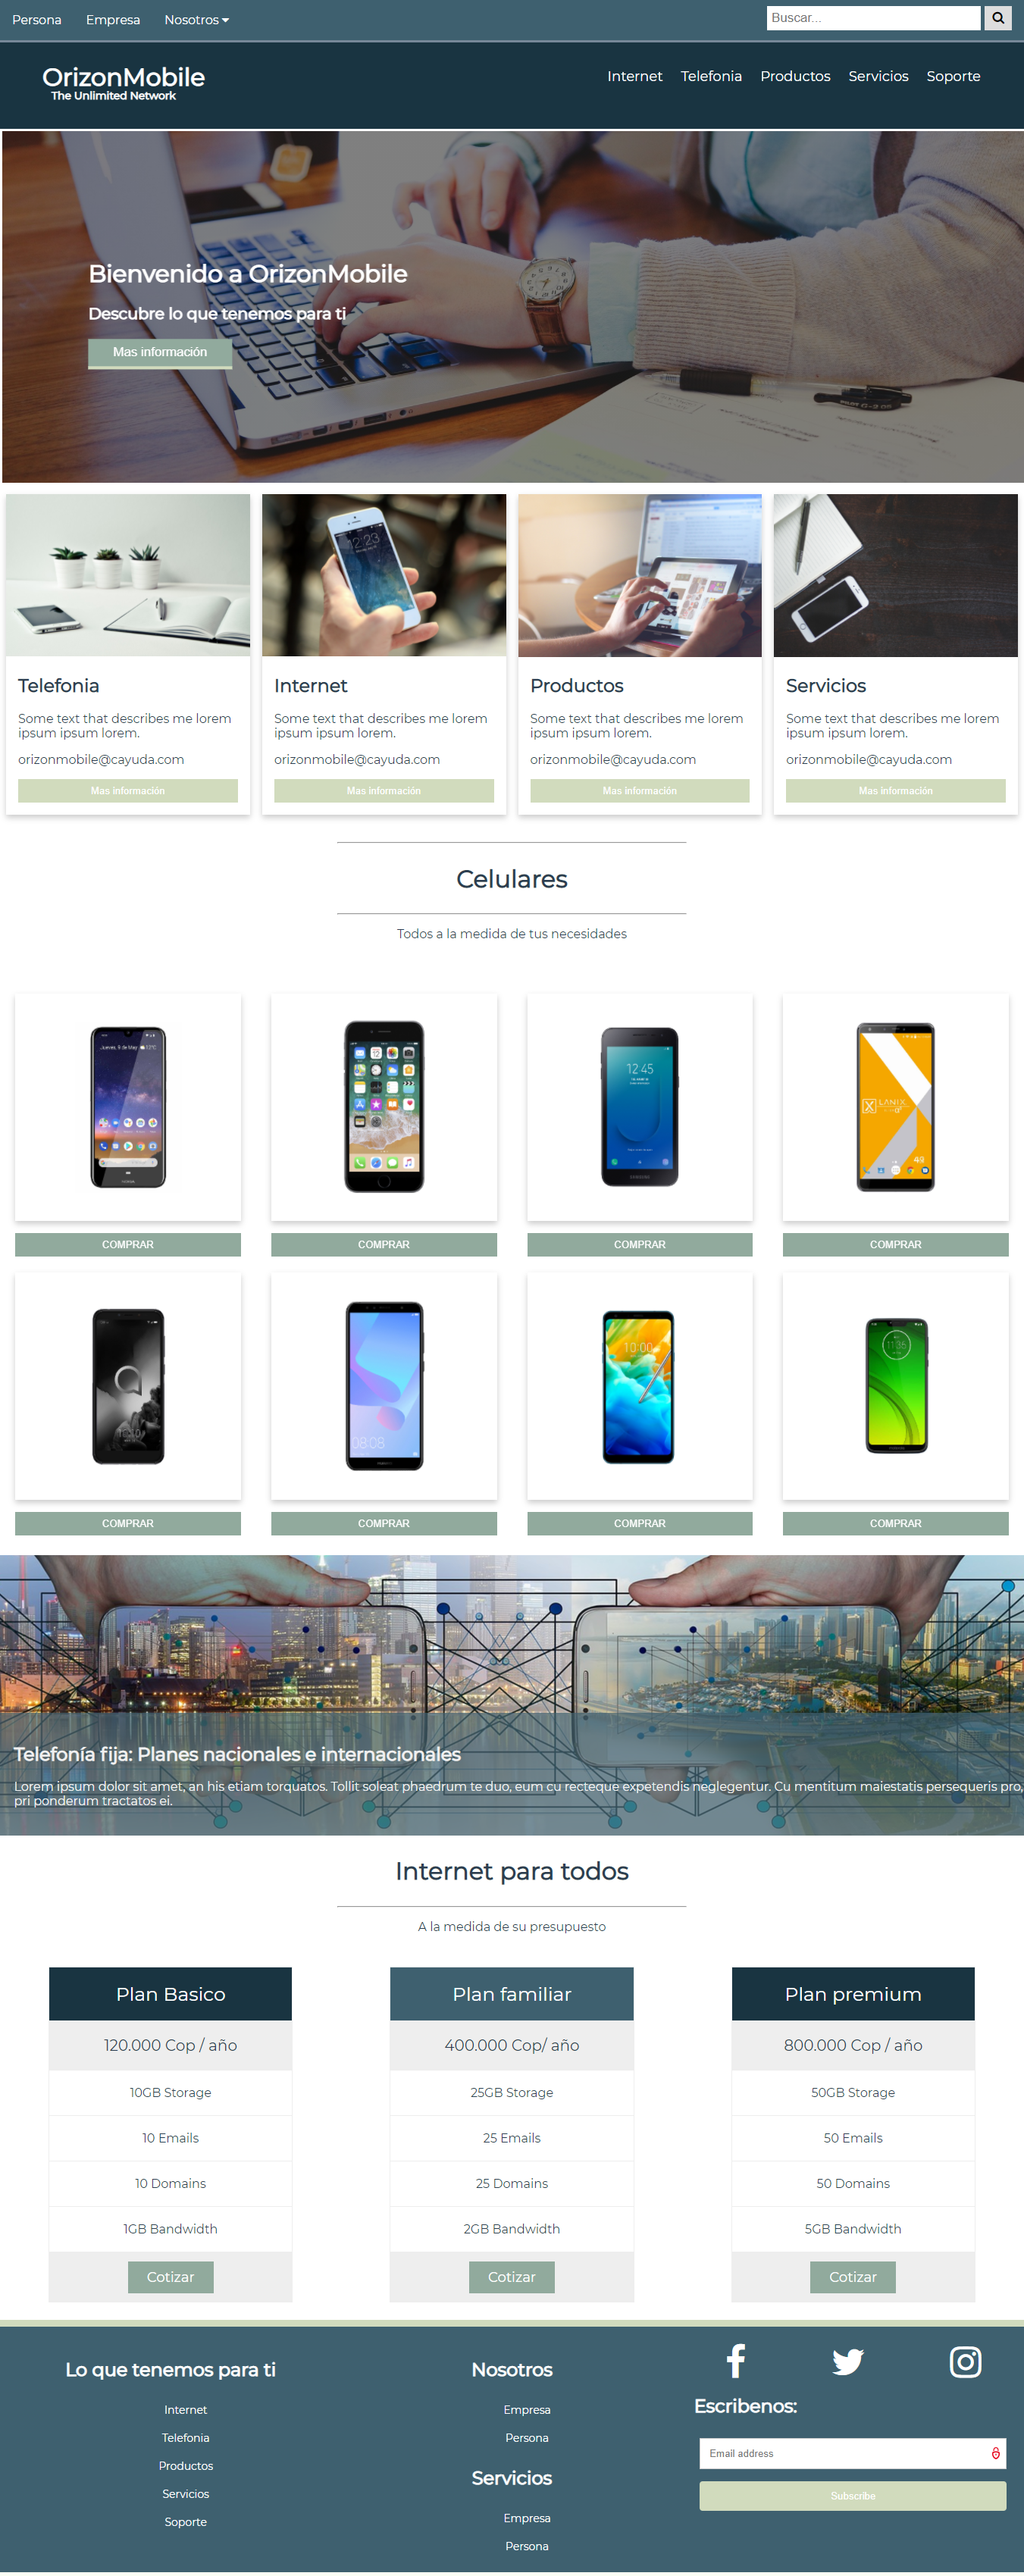 Persona Empresa Nosotros Buscar...
OrizonMobile
The Unlimited Network
Internet Telefonia Productos Servicios Soporte
Bienvenido a OrizonMobile
Descubre lo que tenemos para ti
Mas información
Telefonia
Some text that describes me lorem
ipsum ipsum lorem.
orizonmobile@cayuda.com
Mas información
Internet
Some text that describes me lorem
ipsum ipsum lorem.
orizonmobile@cayuda.com
Mas información
Productos
Some text that describes me lorem
ipsum ipsum lorem.
orizonmobile@cayuda.com
Mas información
Servicios
Some text that describes me lorem
ipsum ipsum lorem.
orizonmobile@cayuda.com
Mas información
Celulares
Todos a la medida de tus necesidades
COMPRAR COMPRAR COMPRAR COMPRAR
COMPRAR COMPRAR COMPRAR COMPRAR
Telefonía fija: Planes nacionales e internacionales
Lorem ipsum dolor sit amet, an his etiam torquatos. Tollit soleat phaedrum te duo, eum cu recteque expetendis neglegentur. Cu mentitum maiestatis persequeris pro,
pri ponderum tractatos ei.
Internet para todos
A la medida de su presupuesto
Plan Basico
120.000 Cop / año
10GB Storage
10 Emails
10 Domains
1GB Bandwidth
Cotizar
Plan familiar
400.000 Cop/ año
25GB Storage
25 Emails
25 Domains
2GB Bandwidth
Cotizar
Plan premium
800.000 Cop / año
50GB Storage
50 Emails
50 Domains
5GB Bandwidth
Cotizar
Lo que tenemos para ti
Internet
Telefonia
Productos
Servicios
Soporte
Nosotros
Empresa
Persona
Servicios
Empresa
Persona
Escribenos:
Email address
Subscribe